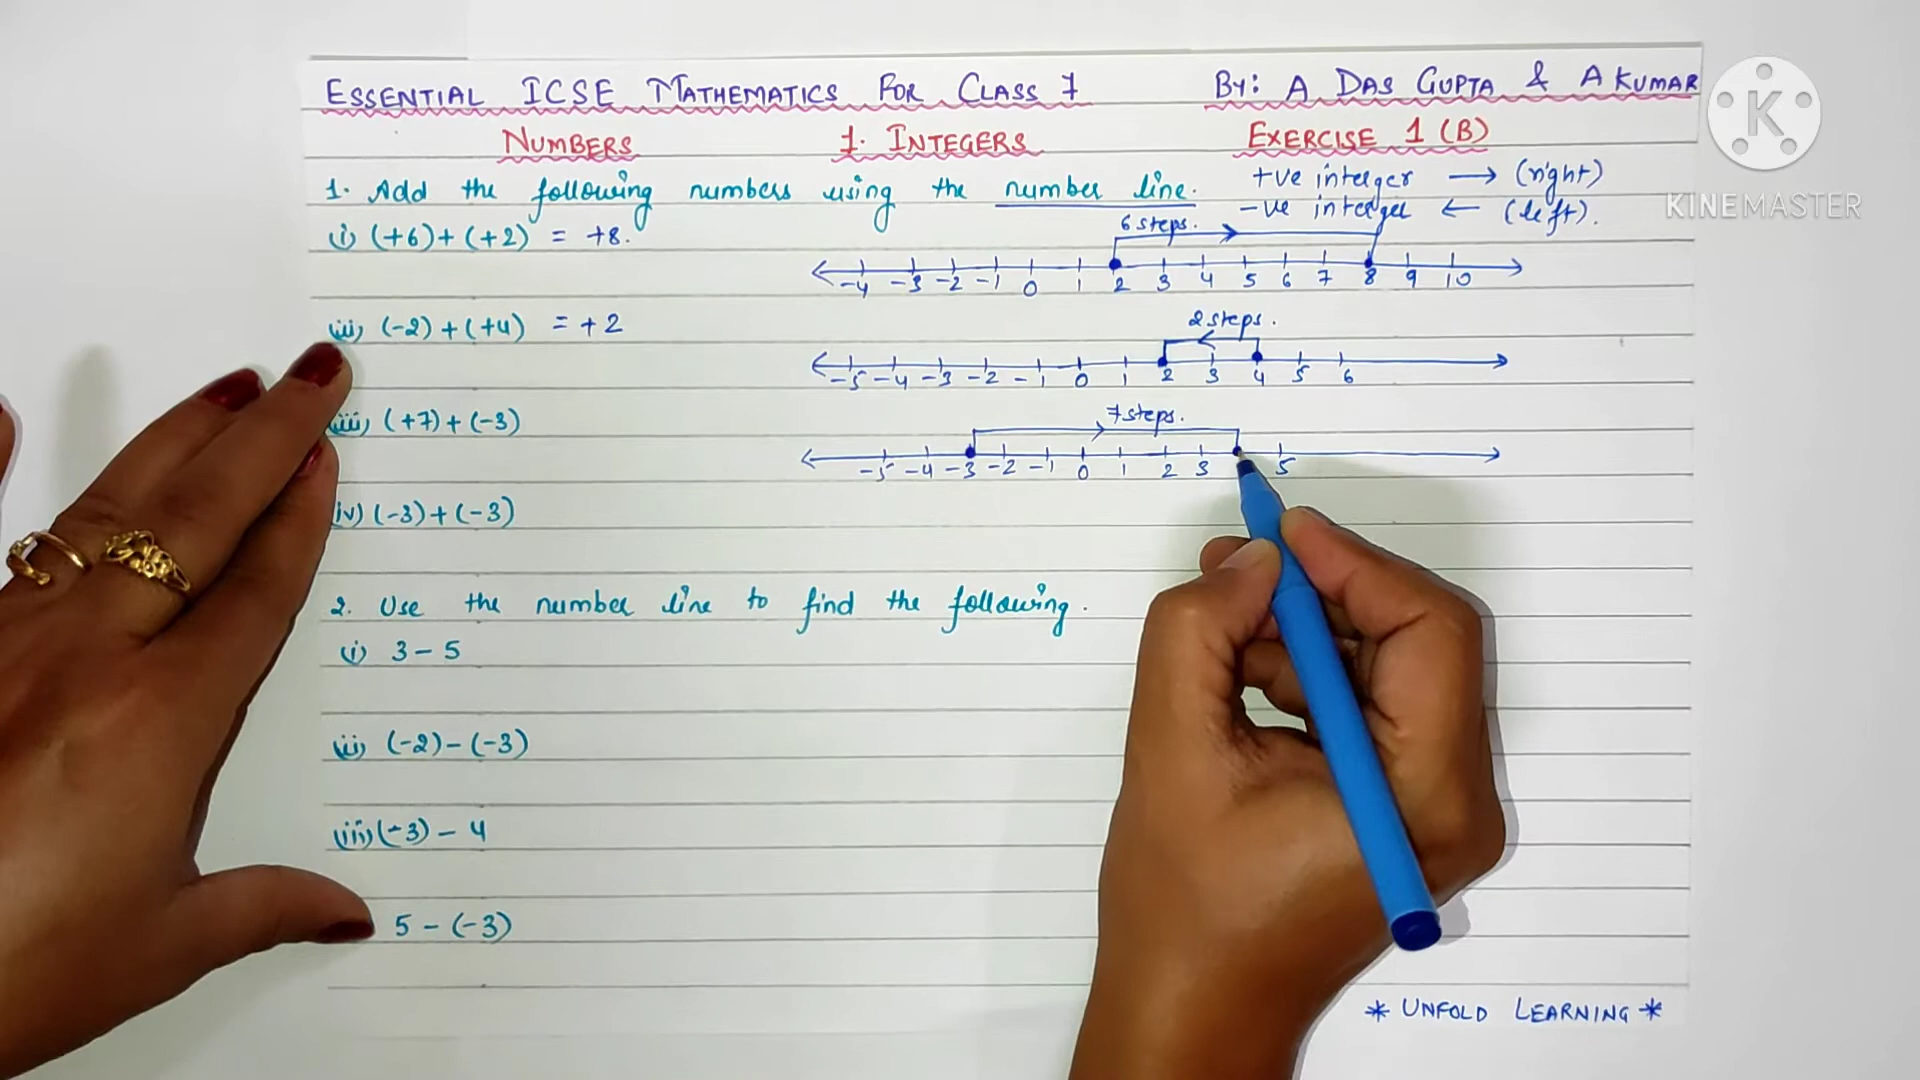 ESSENTIAL ICSE MATHEMATICS FOR CLASS 7 BY: A DAS GUPTA & A KUMAR
NUMBERS 1. INTEGERS EXERCISE 1 (B)
1. Add the following numbers using the number line. +ve interger → (right)
-ve interger ← (left).
(i) (+6)+(+2) = +8. 6 steps.
-4 -3 -2 -1 0 1 2 3 4 5 6 7 8 9 10
(ii) (-2)+(+4) = +2 2 steps.
-5 -4 -3 -2 -1 0 1 2 3 4 5 6
(iii) (+7)+(-3) 7 steps.
-5 -4 -3 -2 -1 0 1 2 3 5
(iv) (-3)+(-3)
2. Use the number line to find the following.
(i) 3-5
(ii) (-2)-(-3)
(iii) (-3)-4
5-(-3)
* UNFOLD LEARNING *
K
KINEMASTER